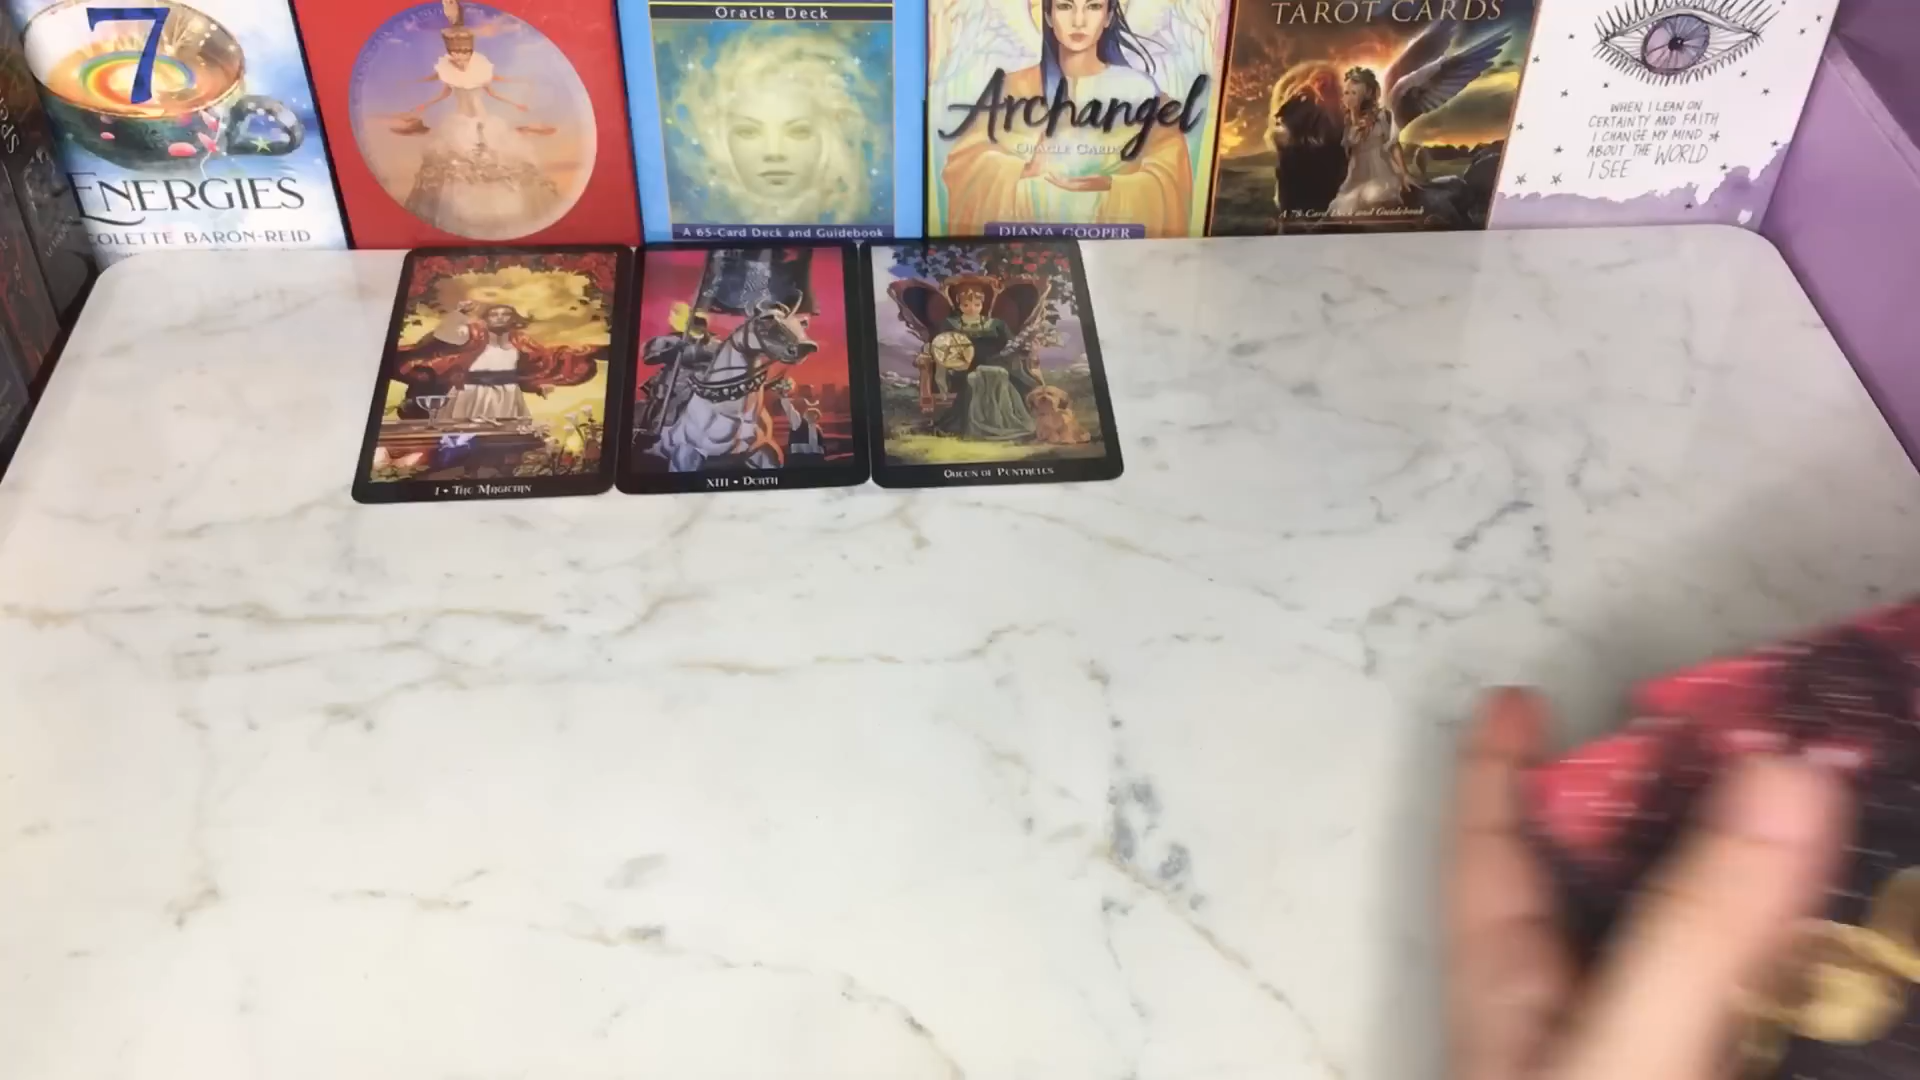 7
ENERGIES
COLETTE BARON-REID
Oracle Deck
A 65-Card Deck and Guidebook
Archangel
ORACLE CARDS
DIANA COOPER
TAROT CARDS
A 78-Card Deck and Guidebook
WHEN I LEAN ON
CERTAINTY AND FAITH
I CHANGE MY MIND
ABOUT THE WORLD
I SEE
I • THE MAGICIAN
XIII • DEATH
QUEEN OF PENTACLES